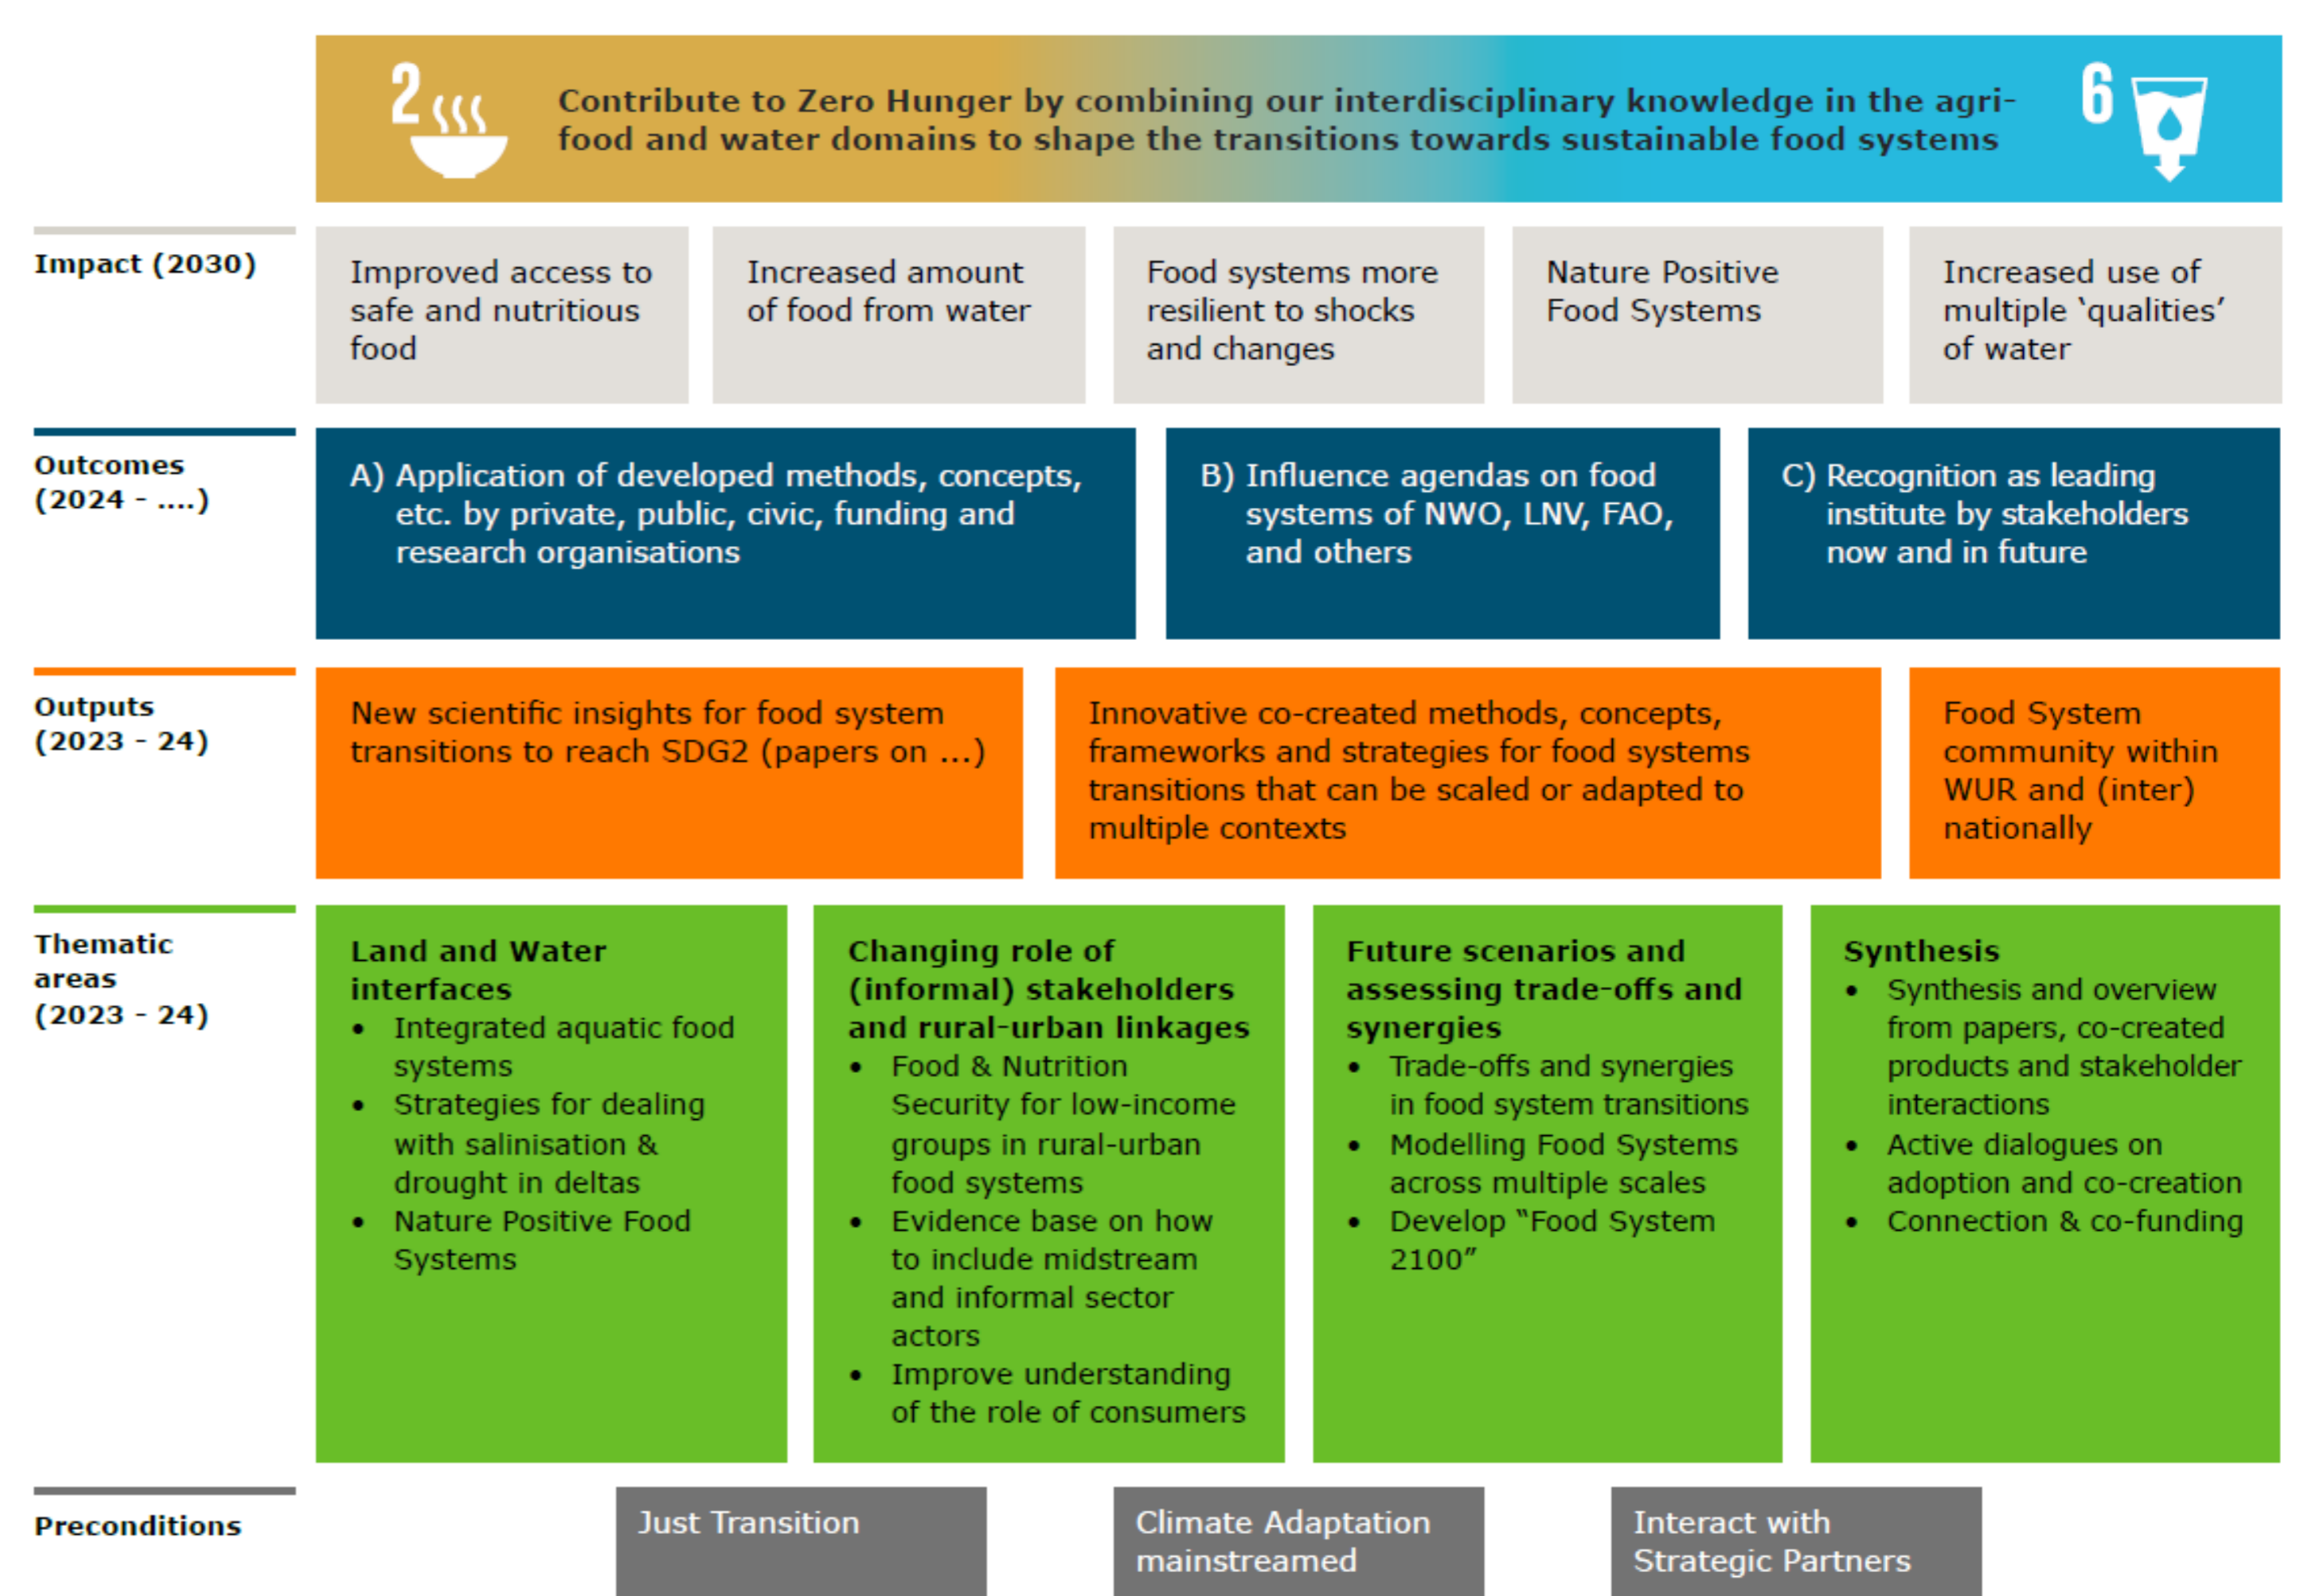 2
Contribute to Zero Hunger by combining our interdisciplinary knowledge in the agri-
food and water domains to shape the transitions towards sustainable food systems
6
Impact (2030)
Improved access to
safe and nutritious
food
Increased amount
of food from water
Food systems more
resilient to shocks
and changes
Nature Positive
Food Systems
Increased use of
multiple ‘qualities’
of water
Outcomes
(2024 - ....)
A) Application of developed methods, concepts,
etc. by private, public, civic, funding and
research organisations
B) Influence agendas on food
systems of NWO, LNV, FAO,
and others
C) Recognition as leading
institute by stakeholders
now and in future
Outputs
(2023 - 24)
New scientific insights for food system
transitions to reach SDG2 (papers on ...)
Innovative co-created methods, concepts,
frameworks and strategies for food systems
transitions that can be scaled or adapted to
multiple contexts
Food System
community within
WUR and (inter)
nationally
Thematic
areas
(2023 - 24)
Land and Water
interfaces
• Integrated aquatic food
systems
• Strategies for dealing
with salinisation &
drought in deltas
• Nature Positive Food
Systems
Changing role of
(informal) stakeholders
and rural-urban linkages
• Food & Nutrition
Security for low-income
groups in rural-urban
food systems
• Evidence base on how
to include midstream
and informal sector
actors
• Improve understanding
of the role of consumers
Future scenarios and
assessing trade-offs and
synergies
• Trade-offs and synergies
in food system transitions
• Modelling Food Systems
across multiple scales
• Develop “Food System
2100”
Synthesis
• Synthesis and overview
from papers, co-created
products and stakeholder
interactions
• Active dialogues on
adoption and co-creation
• Connection & co-funding
Preconditions
Just Transition
Climate Adaptation
mainstreamed
Interact with
Strategic Partners